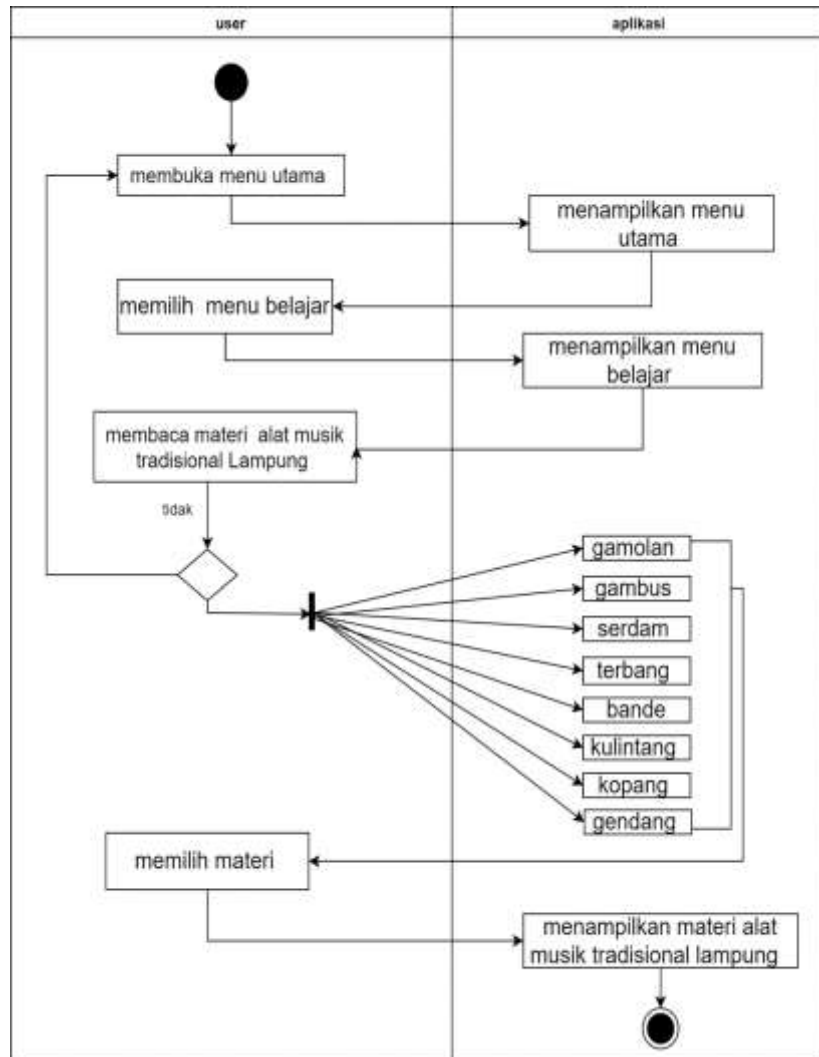 user
aplikasi
membuka menu utama
menampilkan menu
utama
memilih menu belajar
menampilkan menu
belajar
membaca materi alat musik
tradisional Lampung
tidak
gamolan
gambus
serdam
terbang
bande
kulintang
kopang
gendang
memilih materi
menampilkan materi alat
musik tradisional lampung